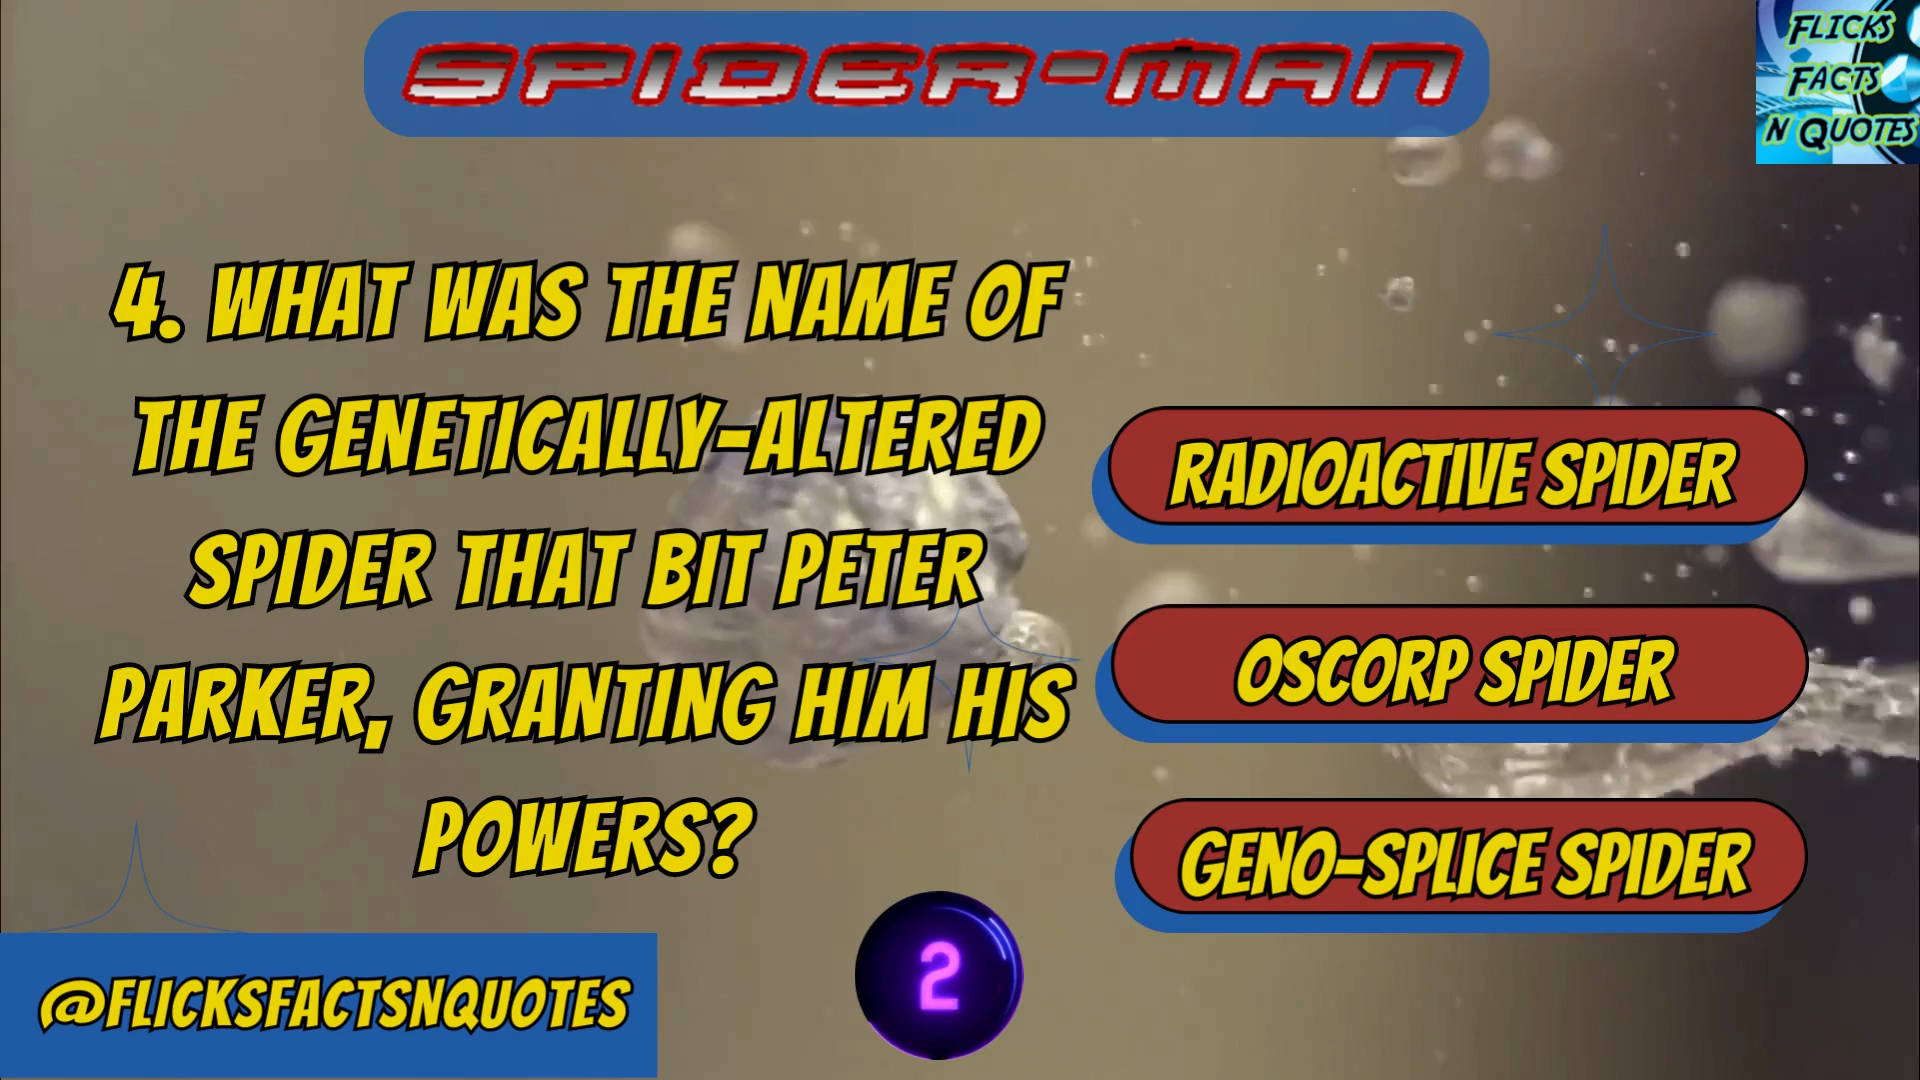 SPIDER-MAN
FLICKS
FACTS
N QUOTES
4. WHAT WAS THE NAME OF
THE GENETICALLY-ALTERED
SPIDER THAT BIT PETER
PARKER, GRANTING HIM HIS
POWERS?
RADIOACTIVE SPIDER
OSCORP SPIDER
GENO-SPLICE SPIDER
2
@FLICKSFACTSNQUOTES